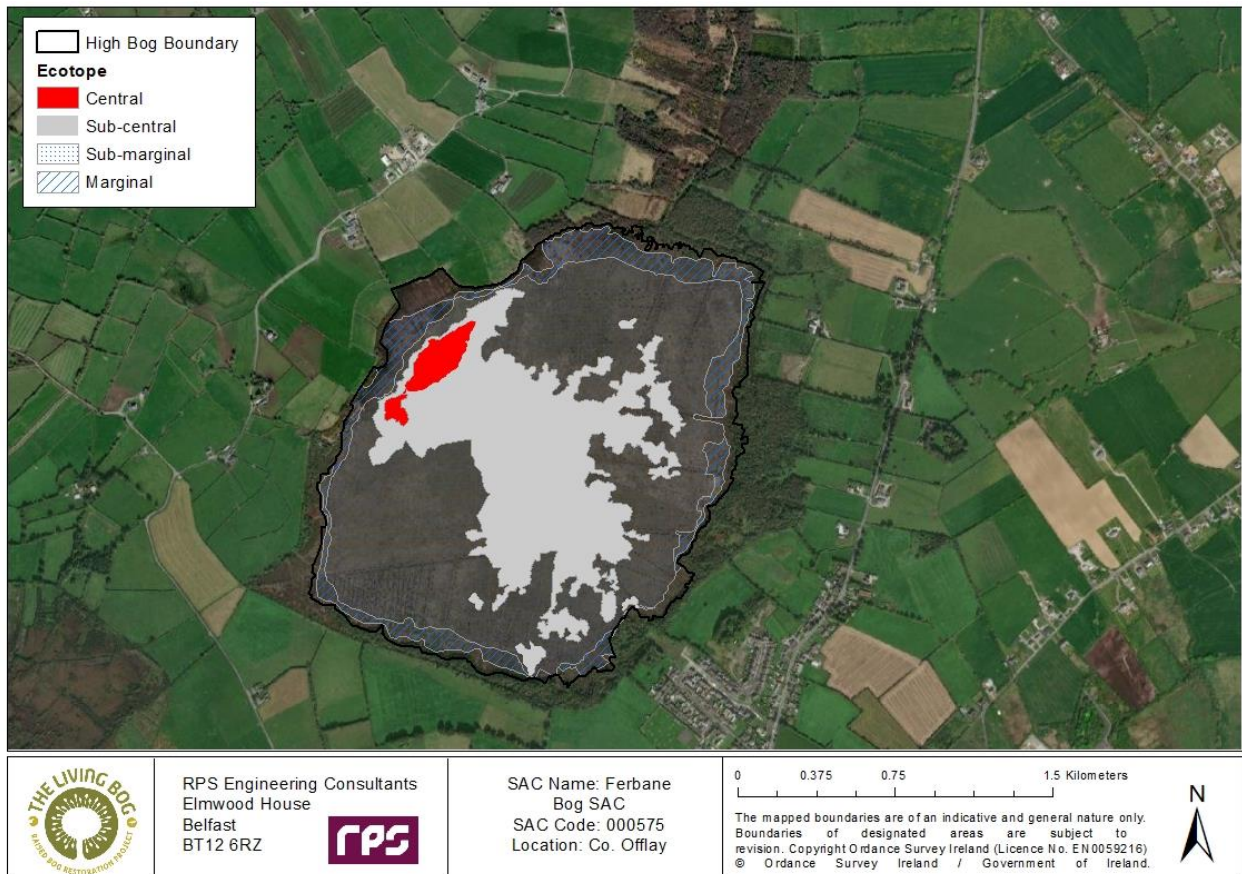 High Bog Boundary
Ecotope
Central
Sub-central
Sub-marginal
Marginal
THE LIVING BOG
RAISED BOG RESTORATION PROJECT
RPS Engineering Consultants
Elmwood House
Belfast
BT12 6RZ
rps
SAC Name: Ferbane
Bog SAC
SAC Code: 000575
Location: Co. Offlay
0 0.375 0.75 1.5 Kilometers
The mapped boundaries are of an indicative and general nature only.
Boundaries of designated areas are subject to
revision. Copyright Ordance Survey Ireland (Licence No. EN0059216)
© Ordance Survey Ireland / Government of Ireland.
N